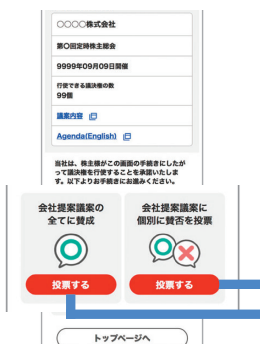 〇〇〇〇株式会社
第〇回定時株主総会
9999年09月09日開催
行使できる議決権の数
99個
議案内容
Agenda(English)
当社は、株主様がこの画面の手続きにしたが
って議決権を行使することを承諾いたしま
す。以下よりお手続きにお進みください。
会社提案議案の
全てに賛成
投票する
会社提案議案に
個別に賛否を投票
投票する
トップページへ